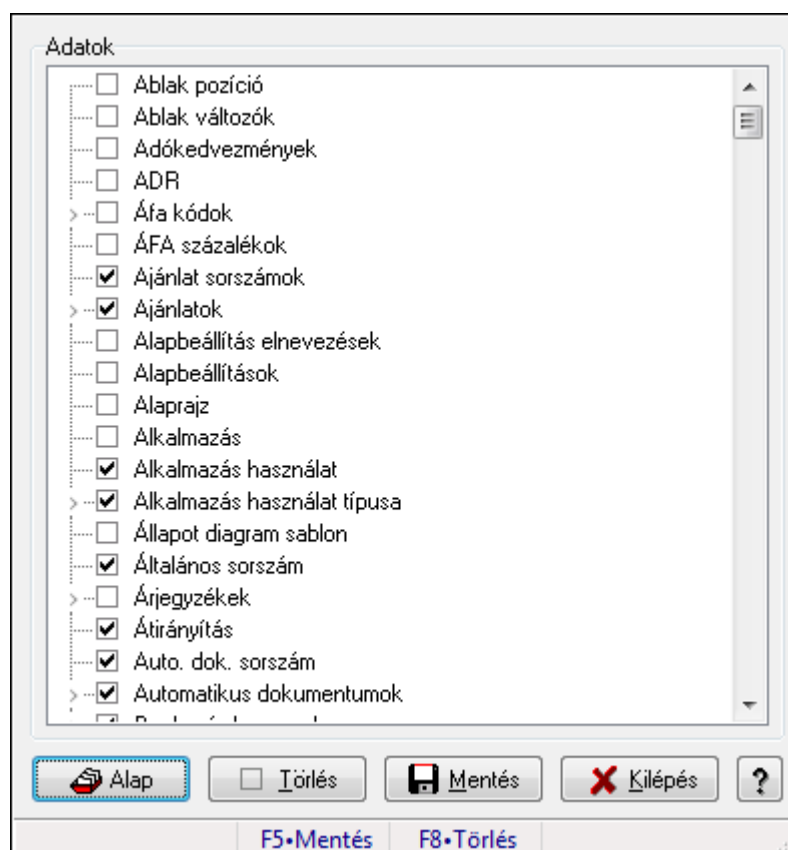 Adatok
Ablak pozíció
Ablak változók
Adókedvezmények
ADR
Áfa kódok
ÁFA százalékok
Ajánlat sorszámok
Ajánlatok
Alapbeállítás elnevezések
Alapbeállítások
Alaprajz
Alkalmazás
Alkalmazás használat
Alkalmazás használat típusa
Állapot diagram sablon
Általános sorszám
Árjegyzékek
Átirányítás
Auto. dok. sorszám
Automatikus dokumentumok
Alap Törlés Mentés Kilépés ?
F5•Mentés F8•Törlés